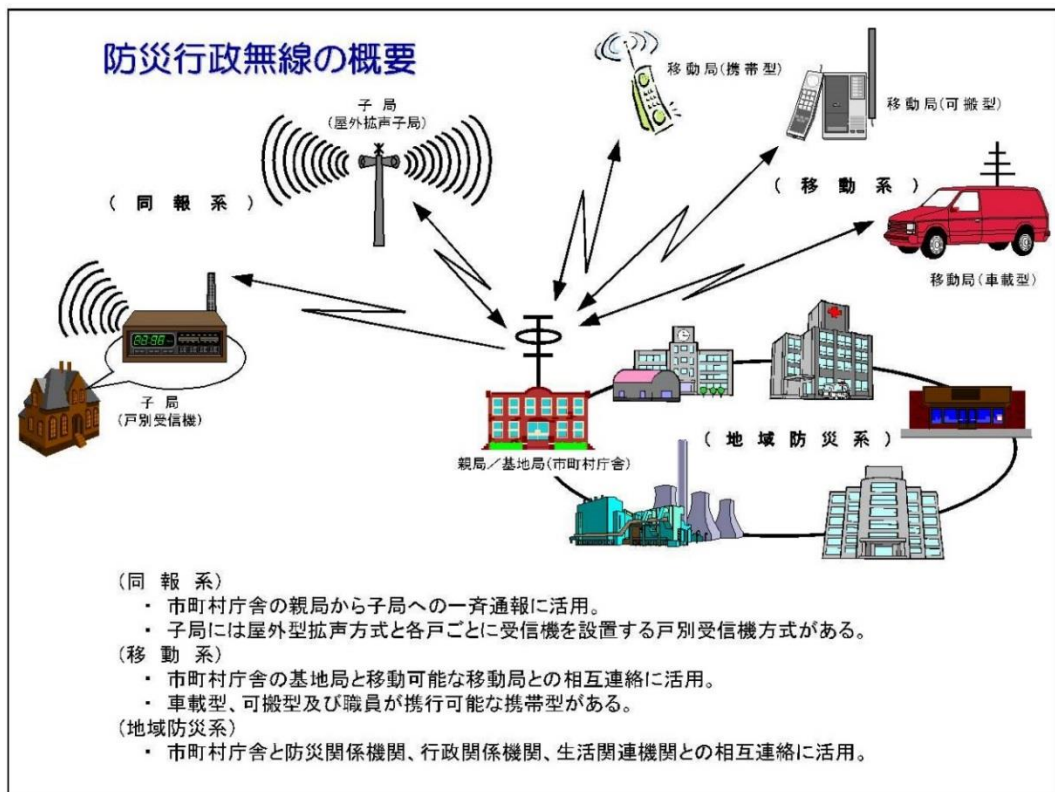 防災行政無線の概要
子 局
(屋外拡声子局)
移動局(携帯型)
移動局(可搬型)
( 同 報 系 )
( 移 動 系 )
移動局(車載型)
子 局
(戸別受信機)
( 地 域 防 災 系 )
親局／基地局(市町村庁舎)
(同 報 系)
・ 市町村庁舎の親局から子局への一斉通報に活用。
・ 子局には屋外型拡声方式と各戸ごとに受信機を設置する戸別受信機方式がある。
(移 動 系)
・ 市町村庁舎の基地局と移動可能な移動局との相互連絡に活用。
・ 車載型、可搬型及び職員が携行可能な携帯型がある。
(地域防災系)
・ 市町村庁舎と防災関係機関、行政関係機関、生活関連機関との相互連絡に活用。